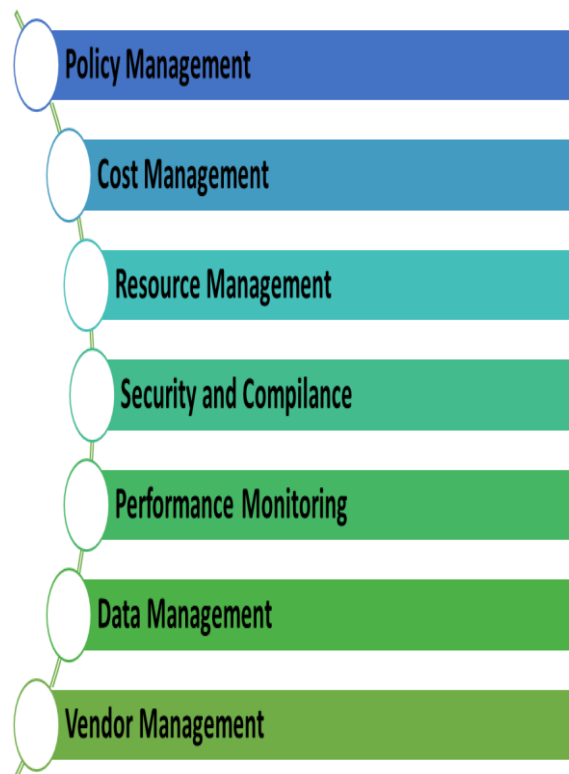 Policy Management
Cost Management
Resource Management
Security and Compilance
Performance Monitoring
Data Management
Vendor Management